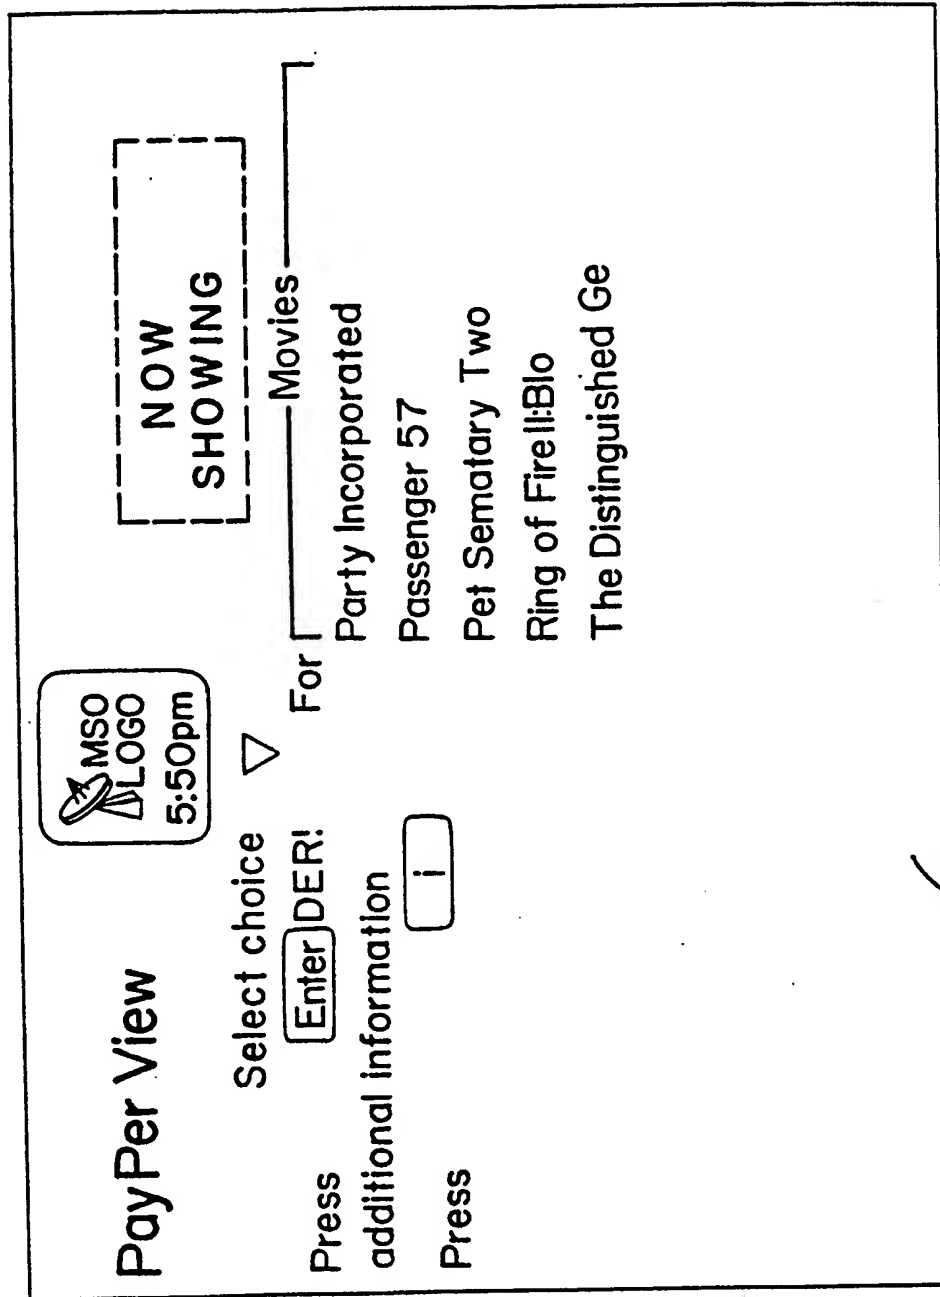 PayPer View
MSO
LOGO
5:50pm
NOW
SHOWING
Select choice
Press Enter DER!
For
additional information
Press i
Movies
Party Incorporated
Passenger 57
Pet Sematary Two
Ring of FireII:Blo
The Distinguished Ge